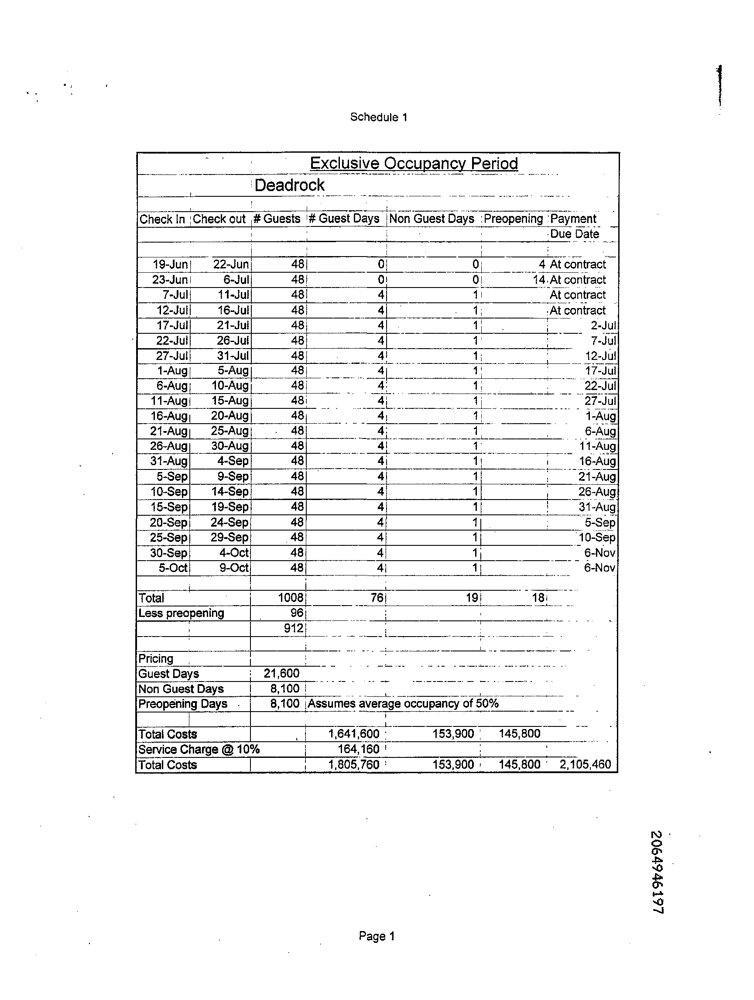 Schedule 1
Exclusive Occupancy Period
Deadrock
Check In Check out # Guests # Guest Days Non Guest Days Preopening Payment
Due Date
19-Jun 22-Jun 48 0 0 4 At contract
23-Jun 6-Jul 48 0 0 14 At contract
7-Jul 11-Jul 48 4 1 At contract
12-Jul 16-Jul 48 4 1 At contract
17-Jul 21-Jul 48 4 1 2-Jul
22-Jul 26-Jul 48 4 1 7-Jul
27-Jul 31-Jul 48 4 1 12-Jul
1-Aug 5-Aug 48 4 1 17-Jul
6-Aug 10-Aug 48 4 1 22-Jul
11-Aug 15-Aug 48 4 1 27-Jul
16-Aug 20-Aug 48 4 1 1-Aug
21-Aug 25-Aug 48 4 1 6-Aug
26-Aug 30-Aug 48 4 1 11-Aug
31-Aug 4-Sep 48 4 1 16-Aug
5-Sep 9-Sep 48 4 1 21-Aug
10-Sep 14-Sep 48 4 1 26-Aug
15-Sep 19-Sep 48 4 1 31-Aug
20-Sep 24-Sep 48 4 1 5-Sep
25-Sep 29-Sep 48 4 1 10-Sep
30-Sep 4-Oct 48 4 1 6-Nov
5-Oct 9-Oct 48 4 1 6-Nov
Total 1008 76 19 18
Less preopening 96
912
Pricing
Guest Days 21,600
Non Guest Days 8,100
Preopening Days 8,100 Assumes average occupancy of 50%
Total Costs 1,641,600 153,900 145,800
Service Charge @ 10% 164,160
Total Costs 1,805,760 153,900 145,800 2,105,460
2064946197
Page 1